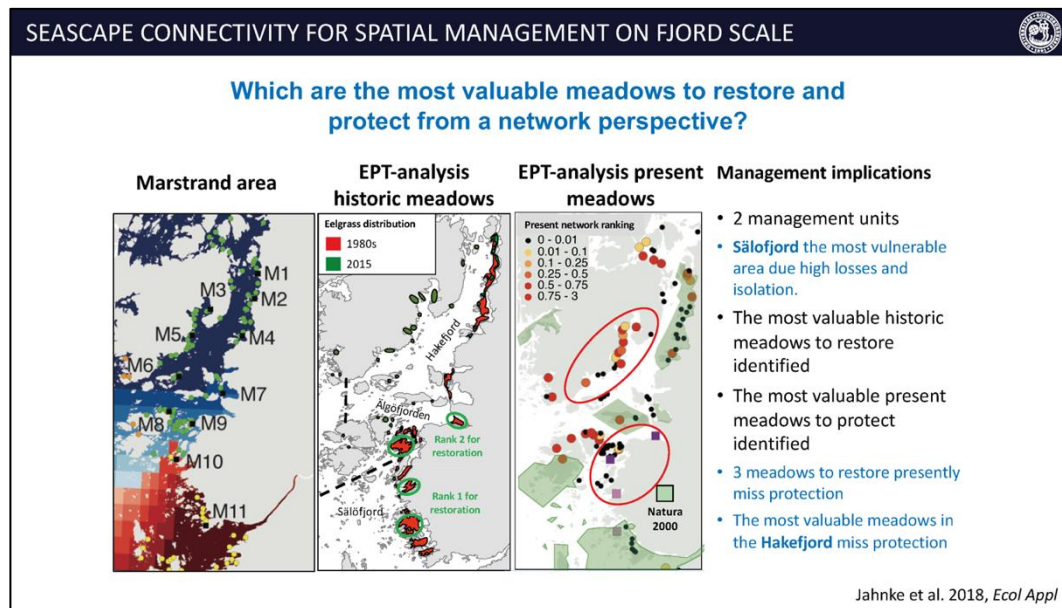 SEASCAPE CONNECTIVITY FOR SPATIAL MANAGEMENT ON FJORD SCALE
Which are the most valuable meadows to restore and
protect from a network perspective?
Marstrand area
M1
M2
M3
M4
M5
M6
M7
M8
M9
M10
M11
EPT-analysis
historic meadows
Eelgrass distribution
1980s
2015
Hakefjord
Älgöfjorden
Rank 2 for
restoration
Rank 1 for
restoration
Sälöfjord
EPT-analysis present
meadows
Present network ranking
0 - 0.01
0.01 - 0.1
0.1 - 0.25
0.25 - 0.5
0.5 - 0.75
0.75 - 3
Natura
2000
Management implications
• 2 management units
• Sälofjord the most vulnerable
area due high losses and
isolation.
• The most valuable historic
meadows to restore
identified
• The most valuable present
meadows to protect
identified
• 3 meadows to restore presently
miss protection
• The most valuable meadows in
the Hakefjord miss protection
Jahnke et al. 2018, Ecol Appl